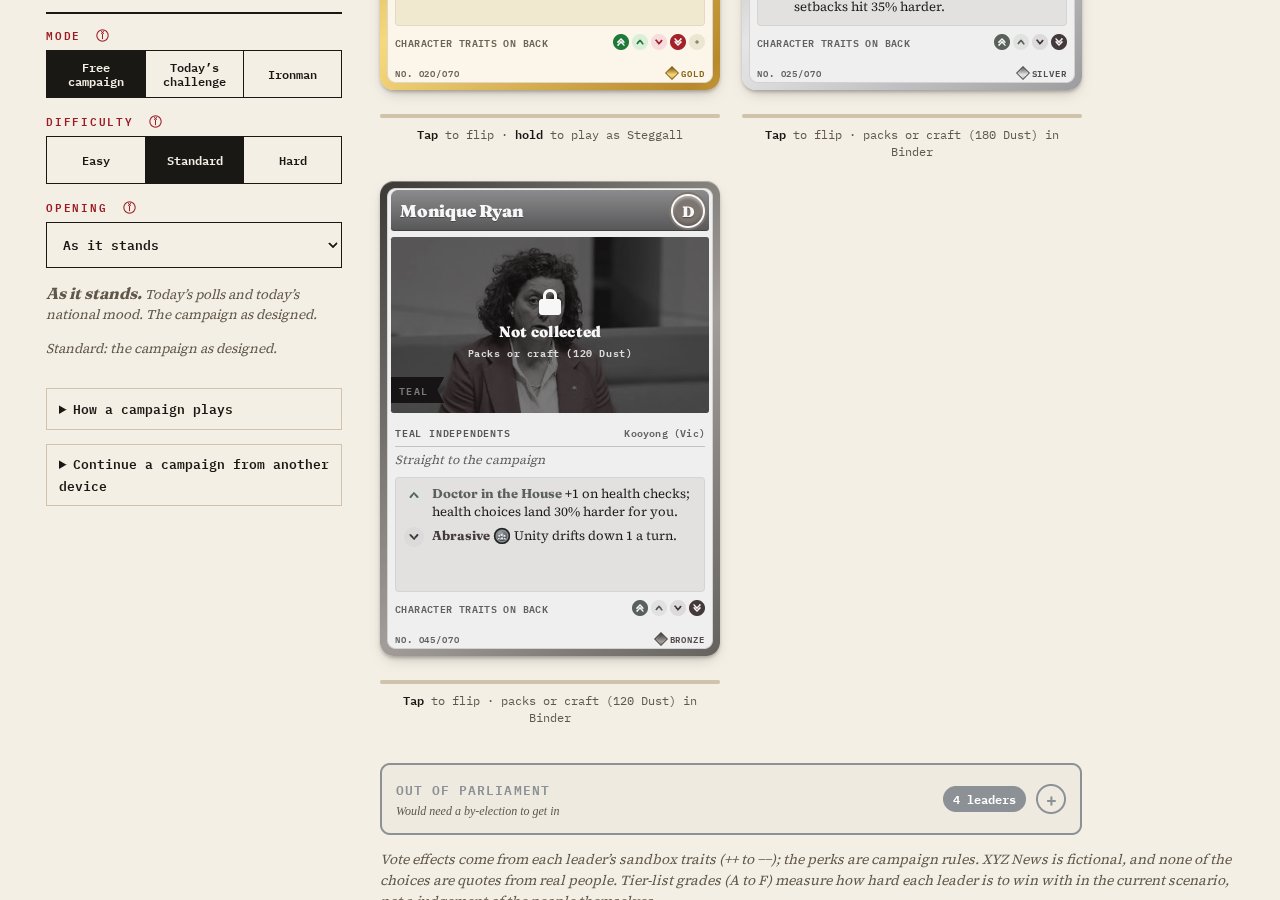 setbacks hit 35% harder.
CHARACTER TRAITS ON BACK
NO. 020/070
GOLD
CHARACTER TRAITS ON BACK
NO. 025/070
SILVER
Tap to flip · hold to play as Steggall
Tap to flip · packs or craft (180 Dust) in
Binder
MODE
Free
campaign
Today’s
challenge
Ironman
DIFFICULTY
Easy
Standard
Hard
OPENING
As it stands
As it stands. Today’s polls and today’s
national mood. The campaign as designed.
Standard: the campaign as designed.
How a campaign plays
Continue a campaign from another
device
Monique Ryan
D
Not collected
Packs or craft (120 Dust)
TEAL
TEAL INDEPENDENTS
Kooyong (Vic)
Straight to the campaign
Doctor in the House +1 on health checks;
health choices land 30% harder for you.
Abrasive Unity drifts down 1 a turn.
CHARACTER TRAITS ON BACK
NO. 045/070
BRONZE
Tap to flip · packs or craft (120 Dust) in
Binder
OUT OF PARLIAMENT
Would need a by-election to get in
4 leaders
+
Vote effects come from each leader’s sandbox traits (++ to −−); the perks are campaign rules. XYZ News is fictional, and none of the
choices are quotes from real people. Tier-list grades (A to F) measure how hard each leader is to win with in the current scenario,
not a judgement of the people themselves.